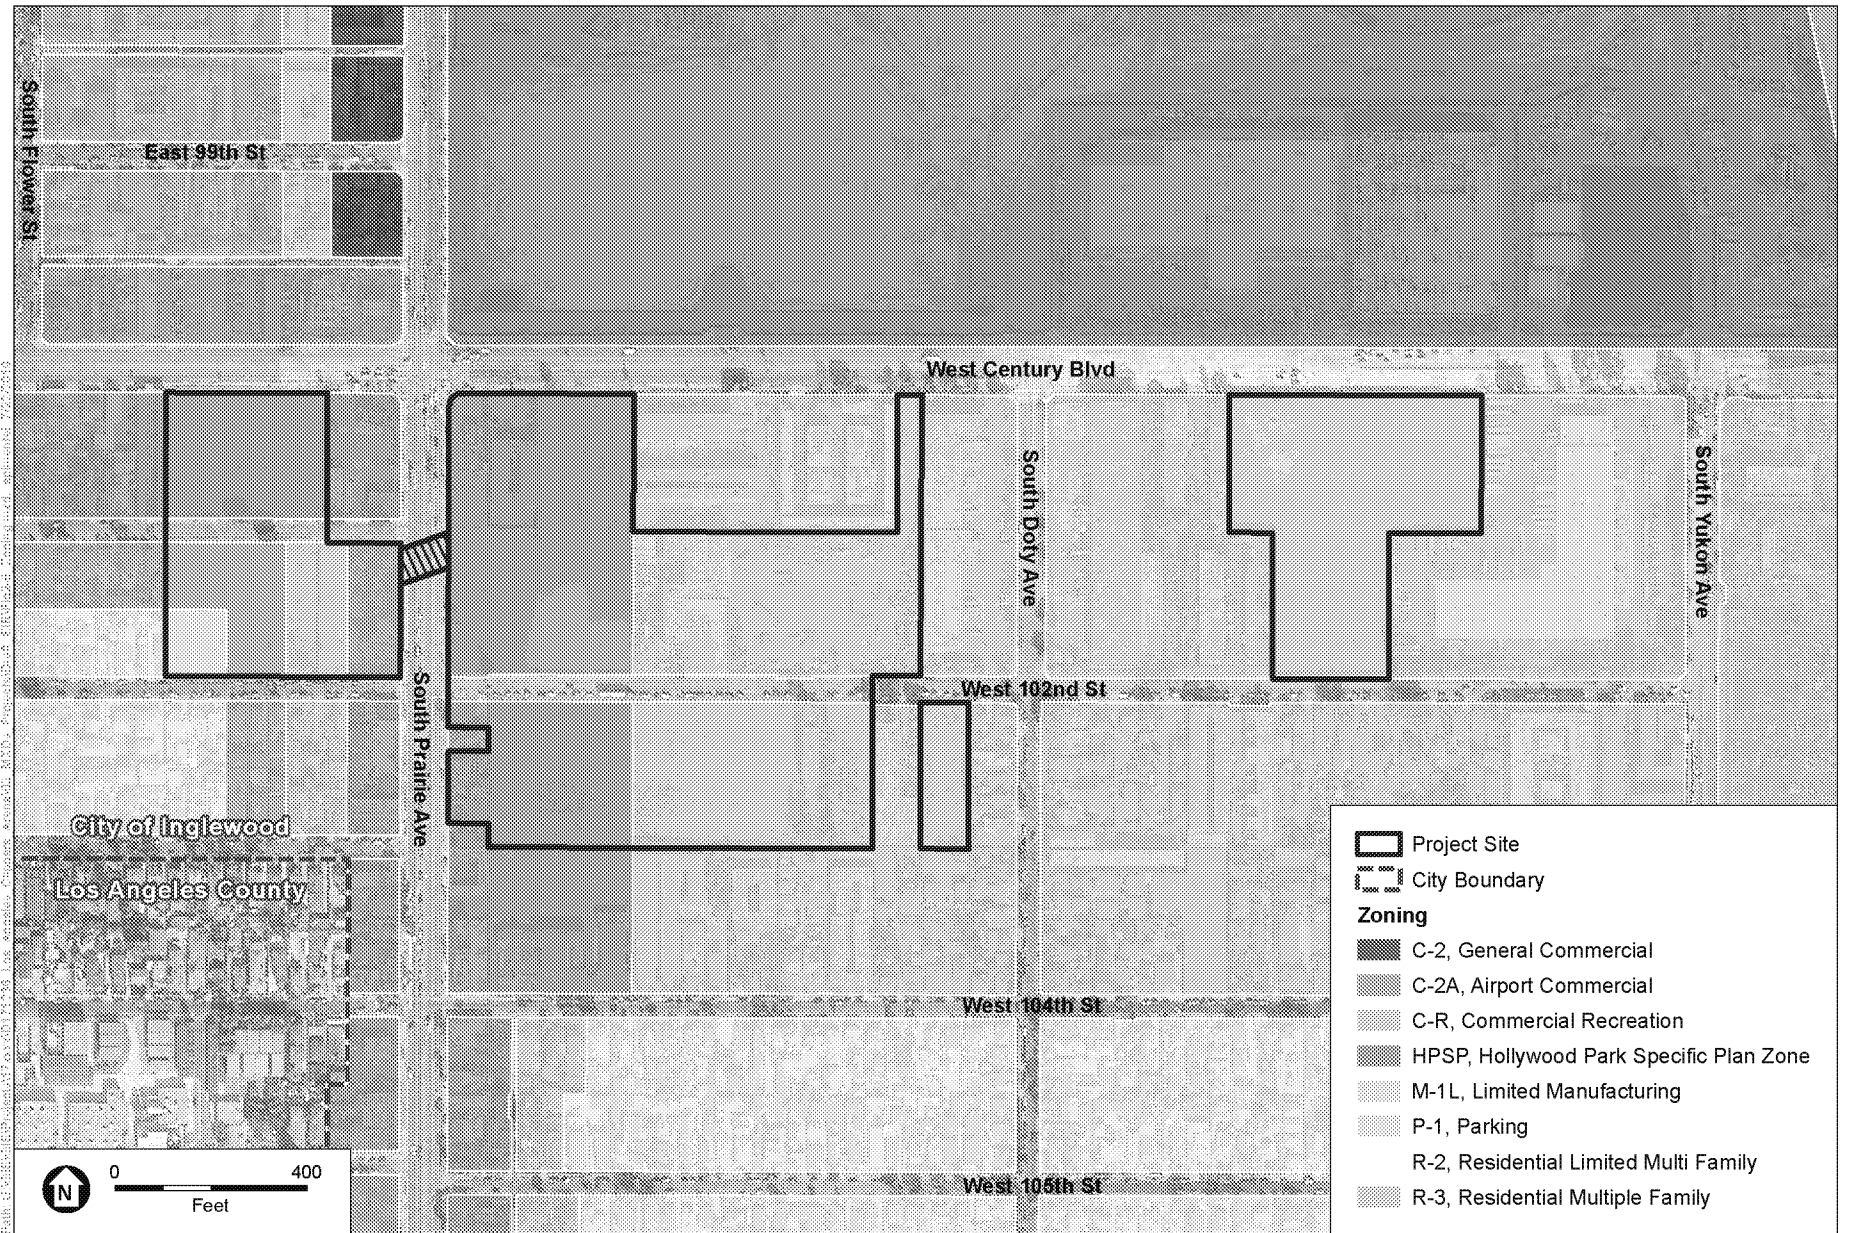 South Flower St
East 99th St
West Century Blvd
South Doty Ave
South Yukon Ave
South Prairie Ave
West 102nd St
City of Inglewood
Los Angeles County
West 104th St
West 105th St
Project Site
City Boundary
Zoning
C-2, General Commercial
C-2A, Airport Commercial
C-R, Commercial Recreation
HPSP, Hollywood Park Specific Plan Zone
M-1L, Limited Manufacturing
P-1, Parking
R-2, Residential Limited Multi Family
R-3, Residential Multiple Family
N
0 400
Feet